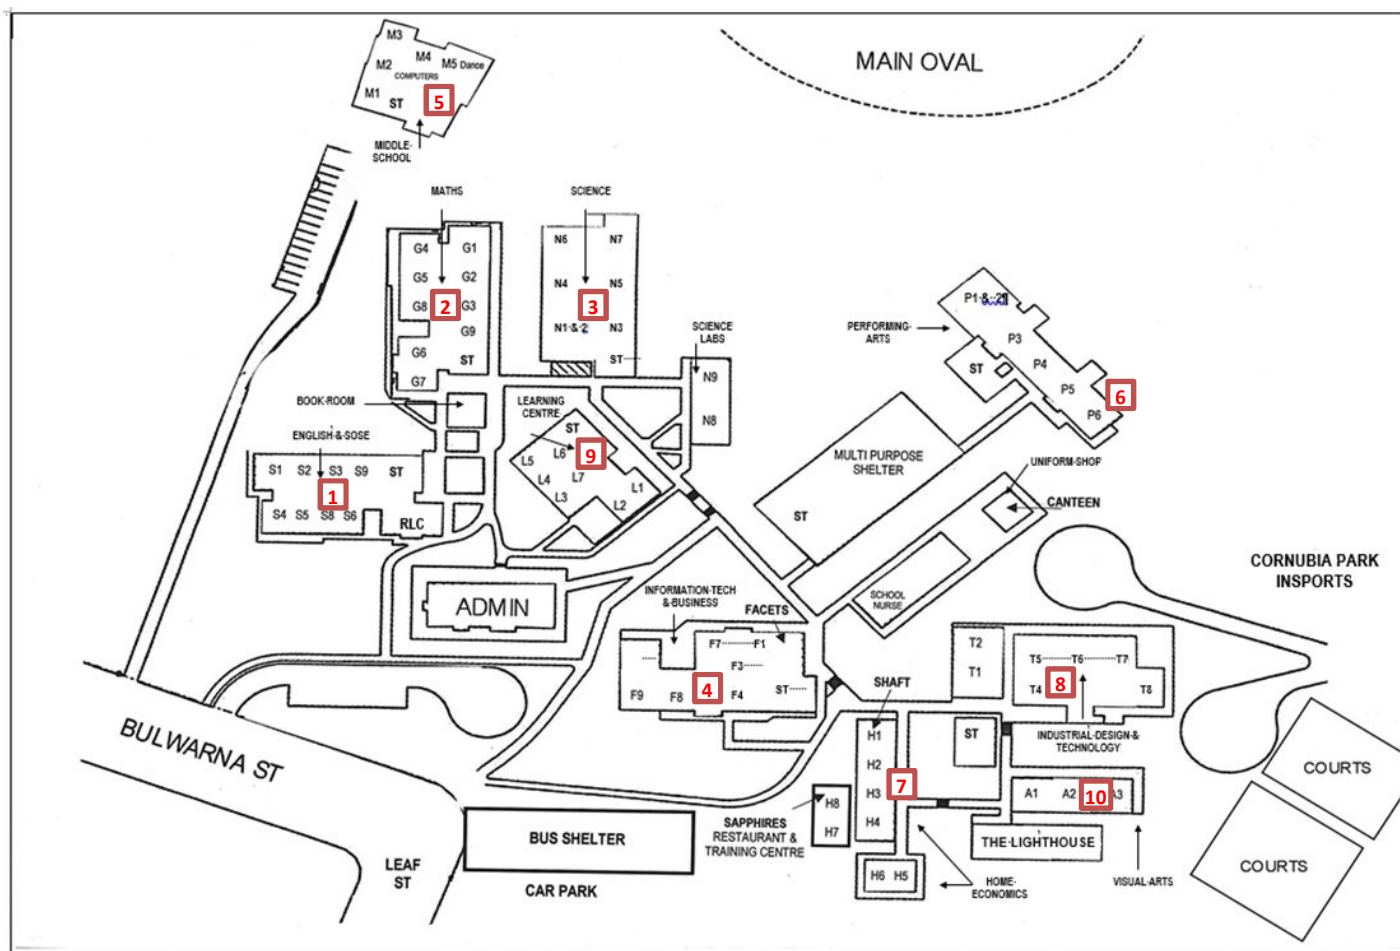 MAIN OVAL
M3
M4
M5 Dance
M2
COMPUTERS
M1
ST
5
MIDDLE-
SCHOOL
MATHS
SCIENCE
G4
G1
G5
G2
G8
2
G3
G9
G6
ST
G7
N6
N7
N4
N5
3
N1·&·2
N3
ST
SCIENCE
LABS
N9
N8
PERFORMING-
ARTS
P1·&··2¶
P3
P4
P5
P6
ST
6
BOOK-ROOM
LEARNING
CENTRE
ST
L6
9
L5
L7
L4
L3
L1
L2
ENGLISH-&-SOSE
S1
S2
S3
S9
ST
1
S4
S5
S8
S6
RLC
MULTI PURPOSE
SHELTER
ST
UNIFORM-SHOP
CANTEEN
SCHOOL
NURSE
CORNUBIA PARK
INSPORTS
ADMIN
INFORMATION-TECH
&-BUSINESS
FACETS
F7
F1
F3
F9
F8
4
F4
ST
T2
T1
T5
T6
T7
T4
8
T8
INDUSTRIAL-DESIGN-&
TECHNOLOGY
SHAFT
H1
H2
H3
7
H4
ST
SAPPHIRES
RESTAURANT &
TRAINING CENTRE
H8
H7
H6
H5
HOME-
ECONOMICS
A1
A2
10
A3
THE-LIGHTHOUSE
VISUAL-ARTS
COURTS
COURTS
BULWARNA ST
LEAF
ST
BUS SHELTER
CAR PARK